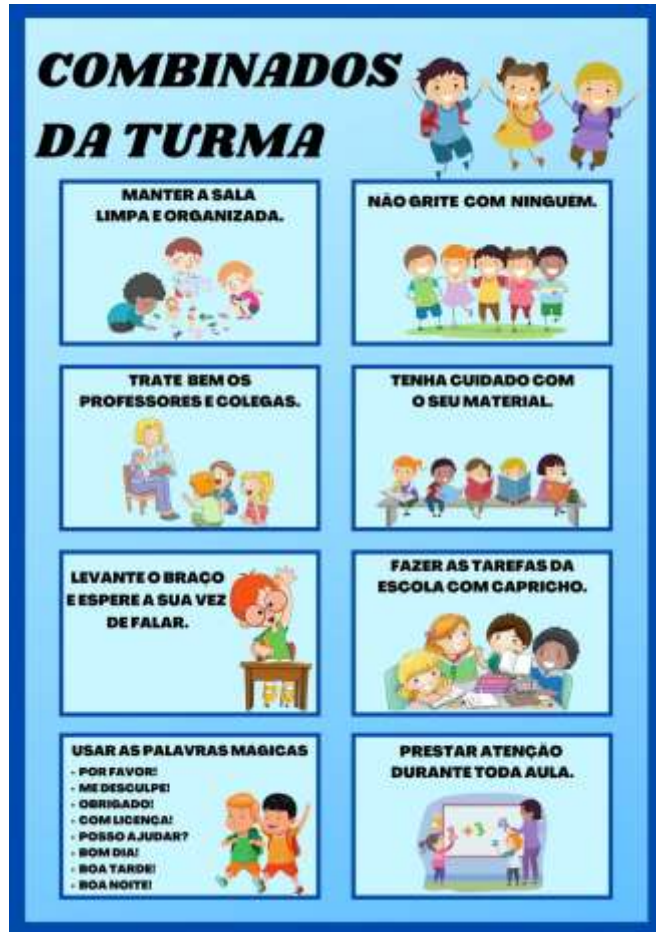 COMBINADOS
DA TURMA
MANTER A SALA
LIMPA E ORGANIZADA.
NÃO GRITE COM NINGUÉM.
TRATE BEM OS
PROFESSORES E COLEGAS.
TENHA CUIDADO COM
O SEU MATERIAL.
LEVANTE O BRAÇO
E ESPERE A SUA VEZ
DE FALAR.
FAZER AS TAREFAS DA
ESCOLA COM CAPRICHO.
USAR AS PALAVRAS MÁGICAS
- POR FAVOR!
- ME DESCULPE!
- OBRIGADO!
- COM LICENÇA!
- POSSO AJUDAR?
- BOM DIA!
- BOA TARDE!
- BOA NOITE!
PRESTAR ATENÇÃO
DURANTE TODA AULA.